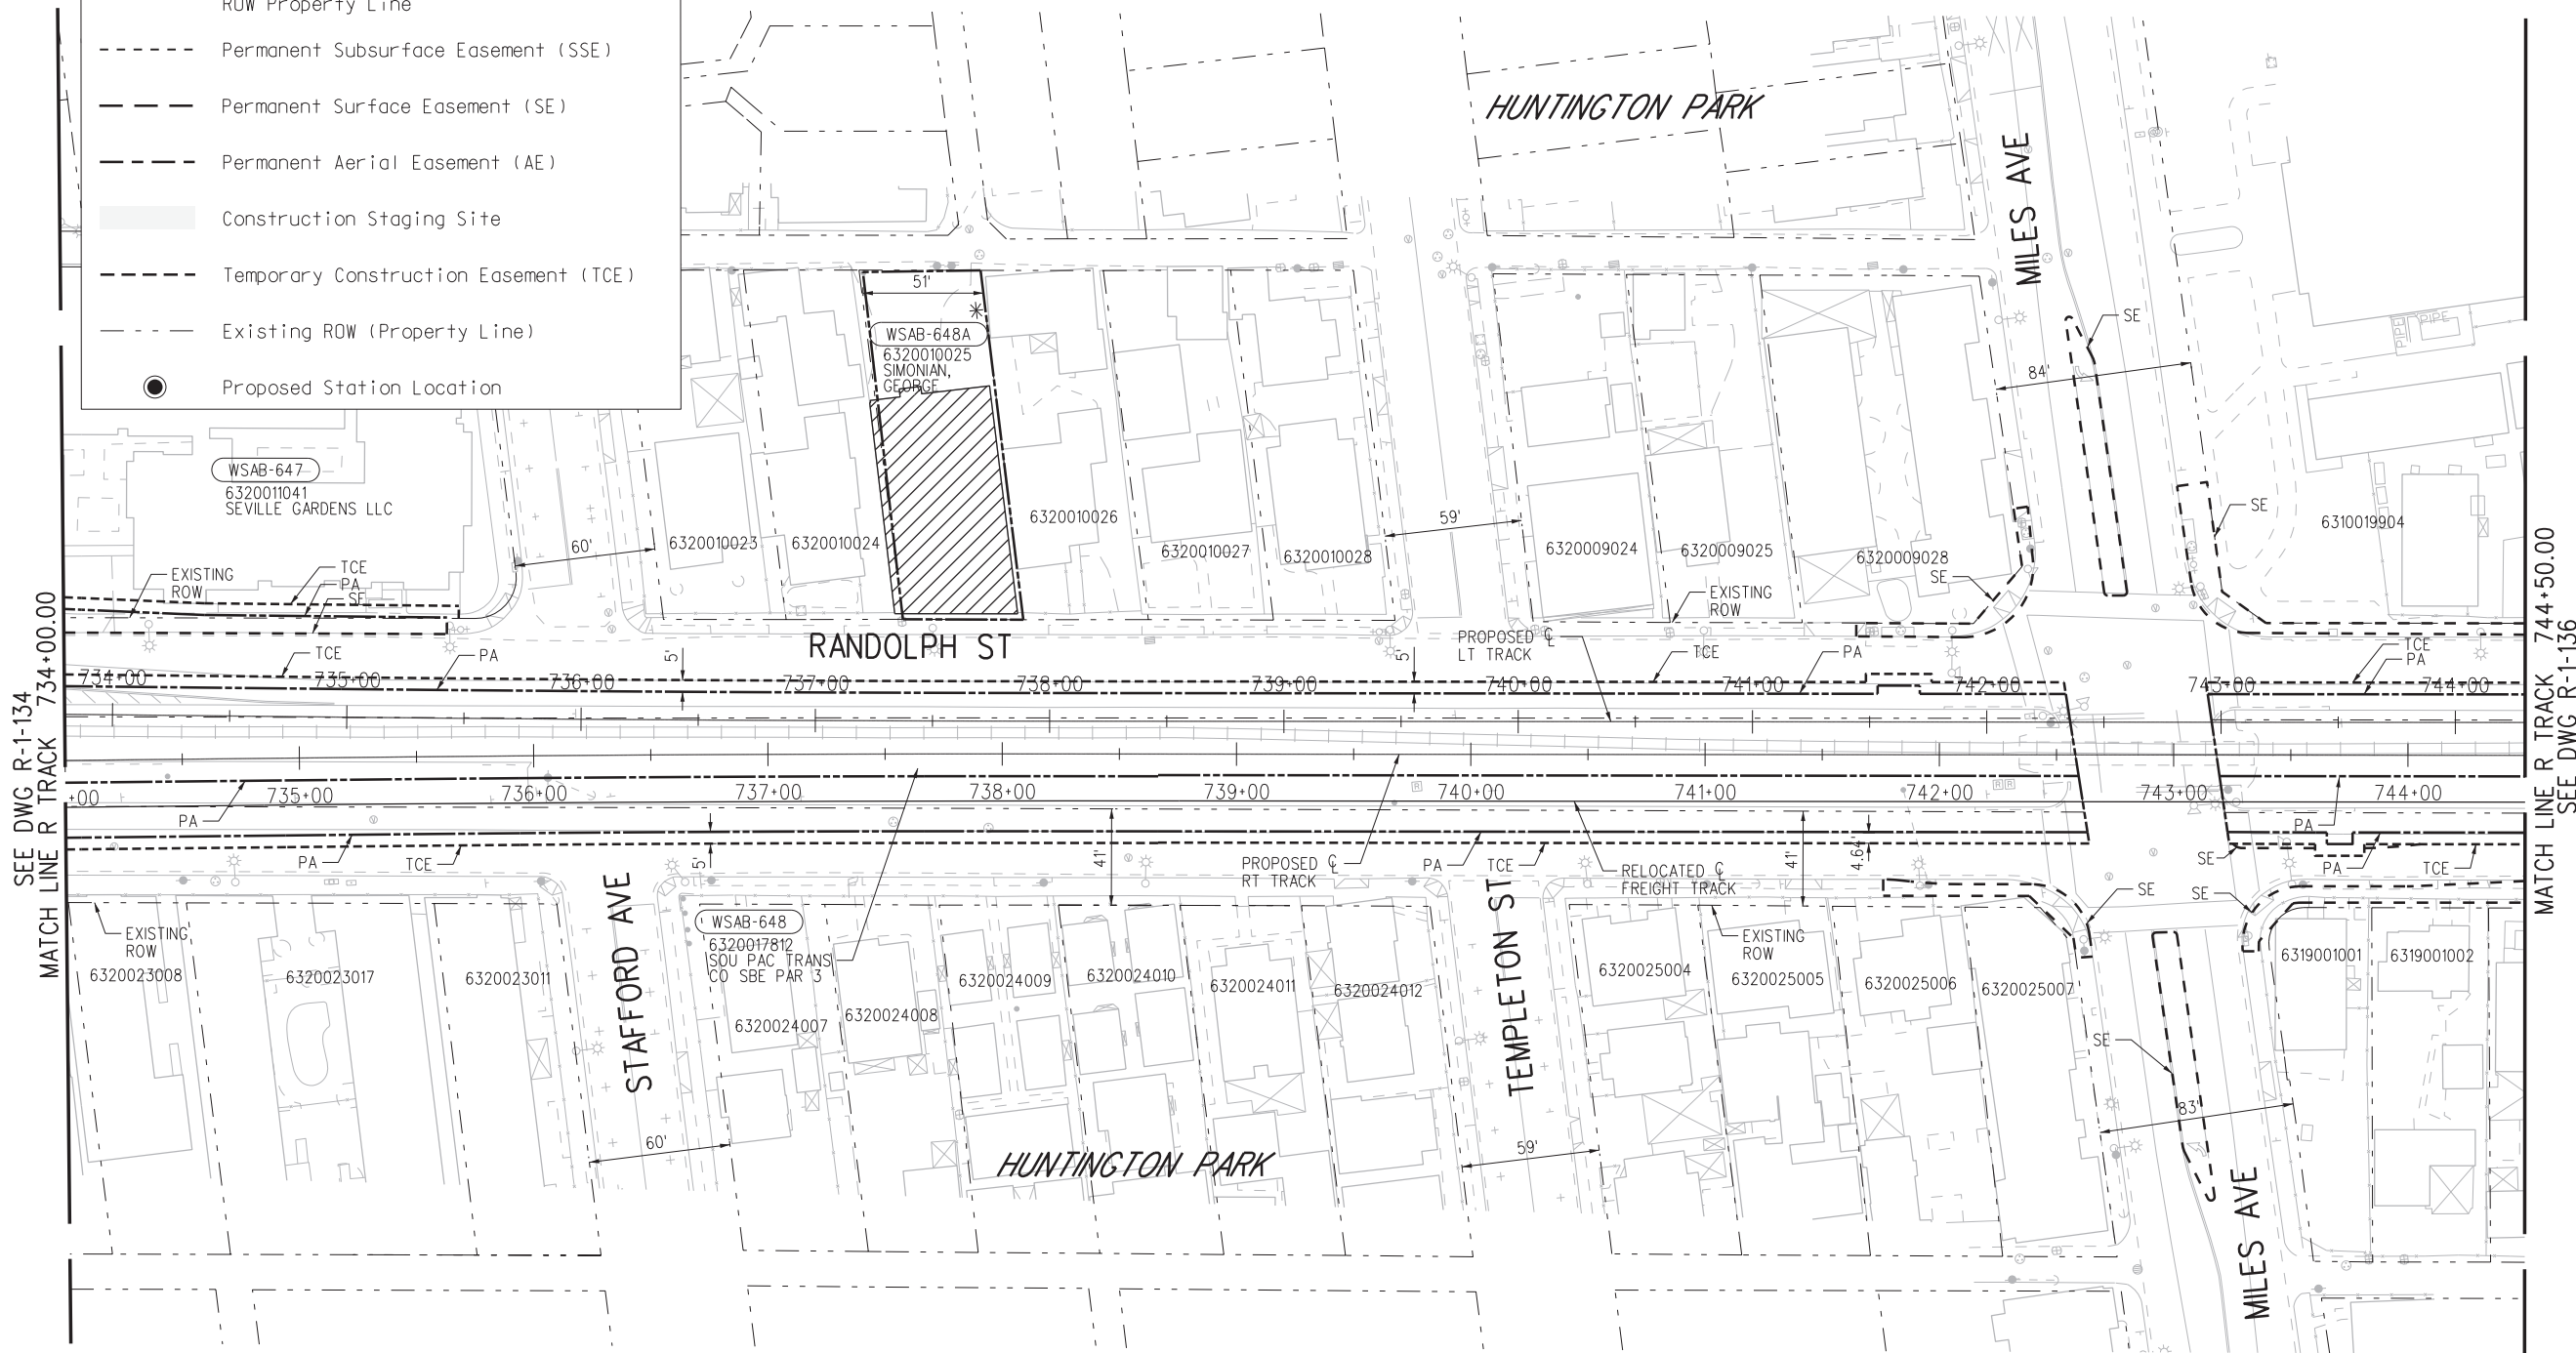 ROW Property Line
Permanent Subsurface Easement (SSE)
Permanent Surface Easement (SE)
Permanent Aerial Easement (AE)
Construction Staging Site
Temporary Construction Easement (TCE)
Existing ROW (Property Line)
Proposed Station Location
HUNTINGTON PARK
MILES AVE
51'
WSAB-648A
6320010025
SIMONIAN,
GEORGE
SE
84'
PIPE
PIPE
WSAB-647
6320011041
SEVILLE GARDENS LLC
60'
6320010023
6320010024
6320010026
6320010027
6320010028
59'
6320009024
6320009025
6320009028
SE
SE
6310019904
EXISTING
ROW
TCE
PA
SE
EXISTING
ROW
RANDOLPH ST
PROPOSED ℄
LT TRACK
TCE
PA
5'
5'
TCE
PA
TCE
PA
734+00
735+00
736+00
737+00
738+00
739+00
740+00
741+00
742+00
743+00
744+00
SEE DWG R-1-134
MATCH LINE R TRACK 734+00.00
MATCH LINE R TRACK 744+50.00
SEE DWG R-1-136
+00
735+00
736+00
737+00
738+00
739+00
740+00
741+00
742+00
743+00
744+00
PA
PA
TCE
5'
41'
PROPOSED ℄
RT TRACK
PA
TCE
RELOCATED ℄
FREIGHT TRACK
41'
4.64'
PA
SE
PA
TCE
SE
SE
EXISTING
ROW
6320023008
6320023017
6320023011
STAFFORD AVE
WSAB-648
6320017812
SOU PAC TRANS
CO SBE PAR 3
6320024007
6320024008
6320024009
6320024010
6320024011
6320024012
TEMPLETON ST
6320025004
EXISTING
ROW
6320025005
6320025006
6320025007
6319001001
6319001002
SE
83'
60'
59'
HUNTINGTON PARK
MILES AVE